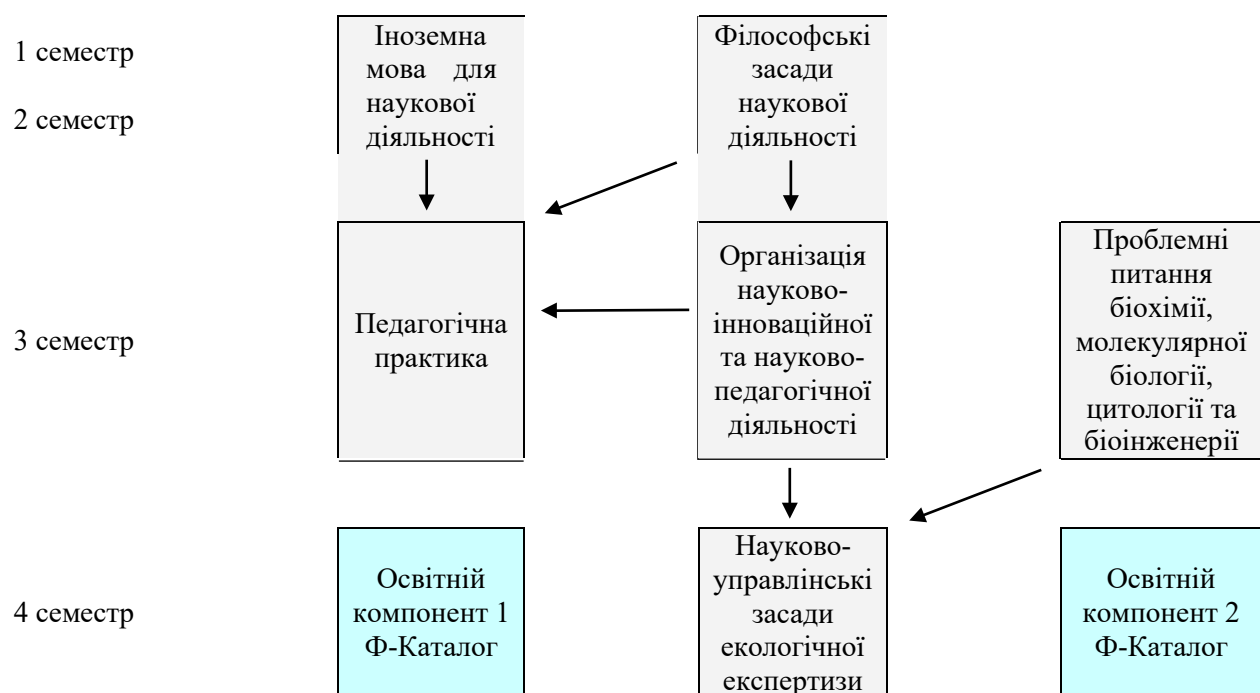 1 семестр
2 семестр
Іноземна
мова для
наукової
діяльності
Філософські
засади
наукової
діяльності
3 семестр
Педагогічна
практика
Організація
науково-
інноваційної
та науково-
педагогічної
діяльності
Проблемні
питання
біохімії,
молекулярної
біології,
цитології та
біоінженерії
4 семестр
Освітній
компонент 1
Ф-Каталог
Науково-
управлінські
засади
екологічної
експертизи
Освітній
компонент 2
Ф-Каталог